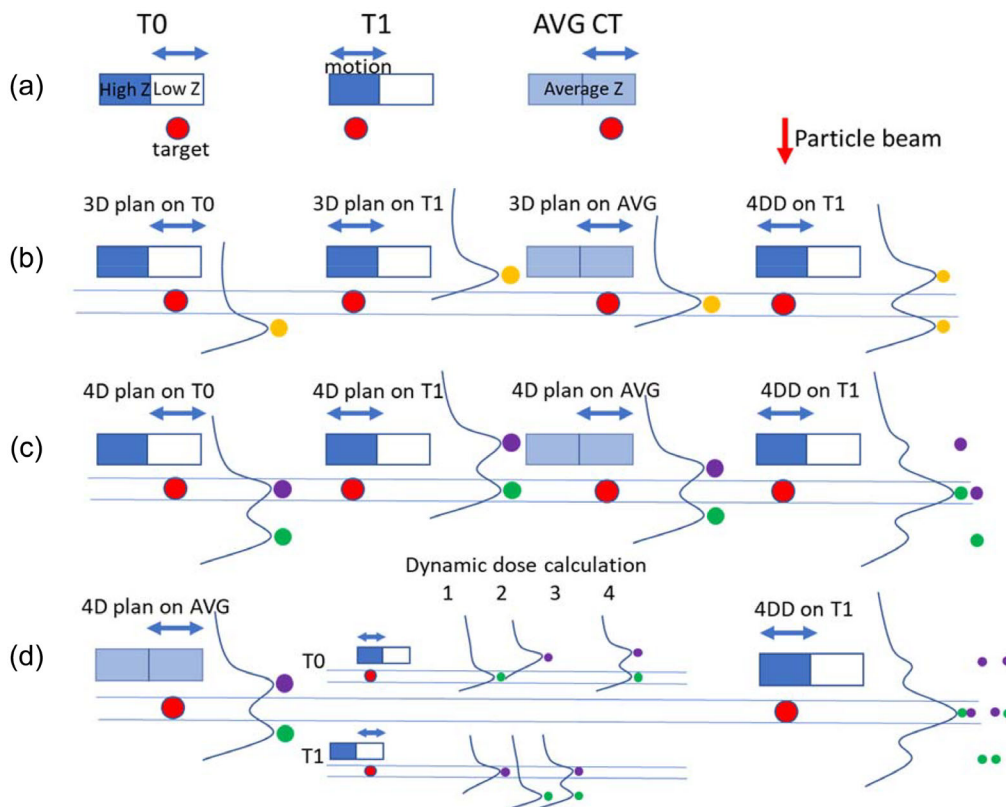 T0 T1 AVG CT
(a)
motion
High Z Low Z Average Z
target
Particle beam
3D plan on T0 3D plan on T1 3D plan on AVG 4DD on T1
(b)
4D plan on T0 4D plan on T1 4D plan on AVG 4DD on T1
(c)
Dynamic dose calculation
1 2 3 4
4D plan on AVG 4DD on T1
(d)
T0
T1